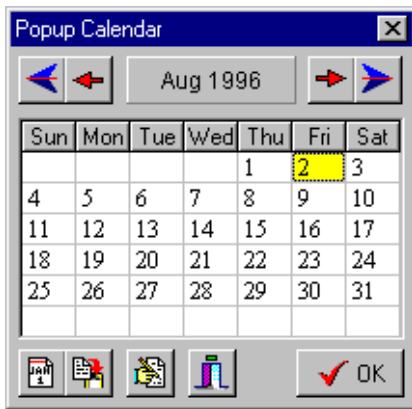 Popup Calendar
Aug 1996
Sun Mon Tue Wed Thu Fri Sat
1 2 3
4 5 6 7 8 9 10
11 12 13 14 15 16 17
18 19 20 21 22 23 24
25 26 27 28 29 30 31
JAN
1
OK